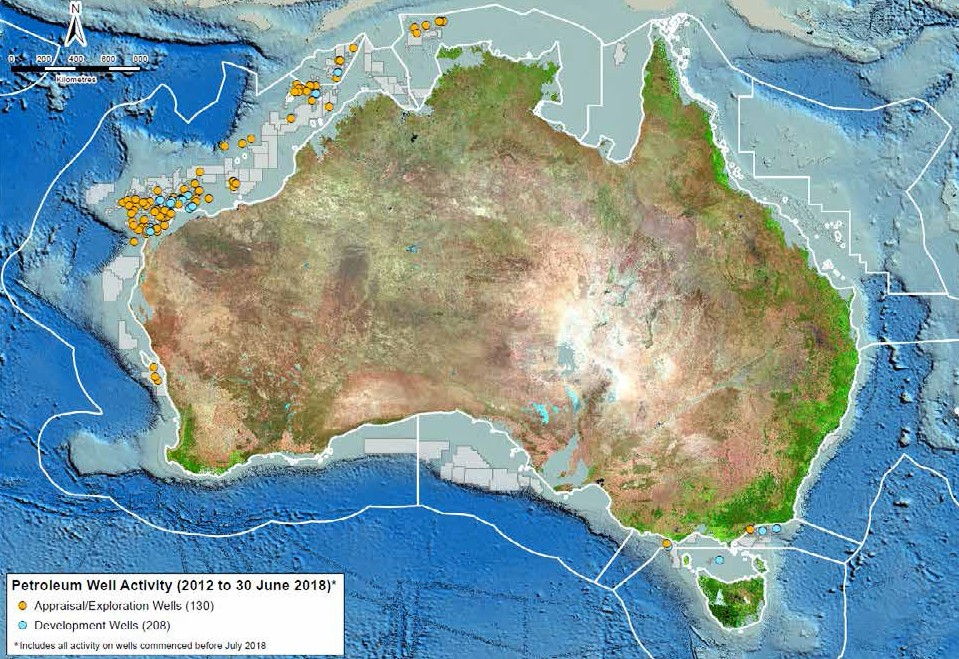 N
0 200 400 600 800
Kilometres
Petroleum Well Activity (2012 to 30 June 2018)*
Appraisal/Exploration Wells (130)
Development Wells (208)
*Includes all activity on wells commenced before July 2018